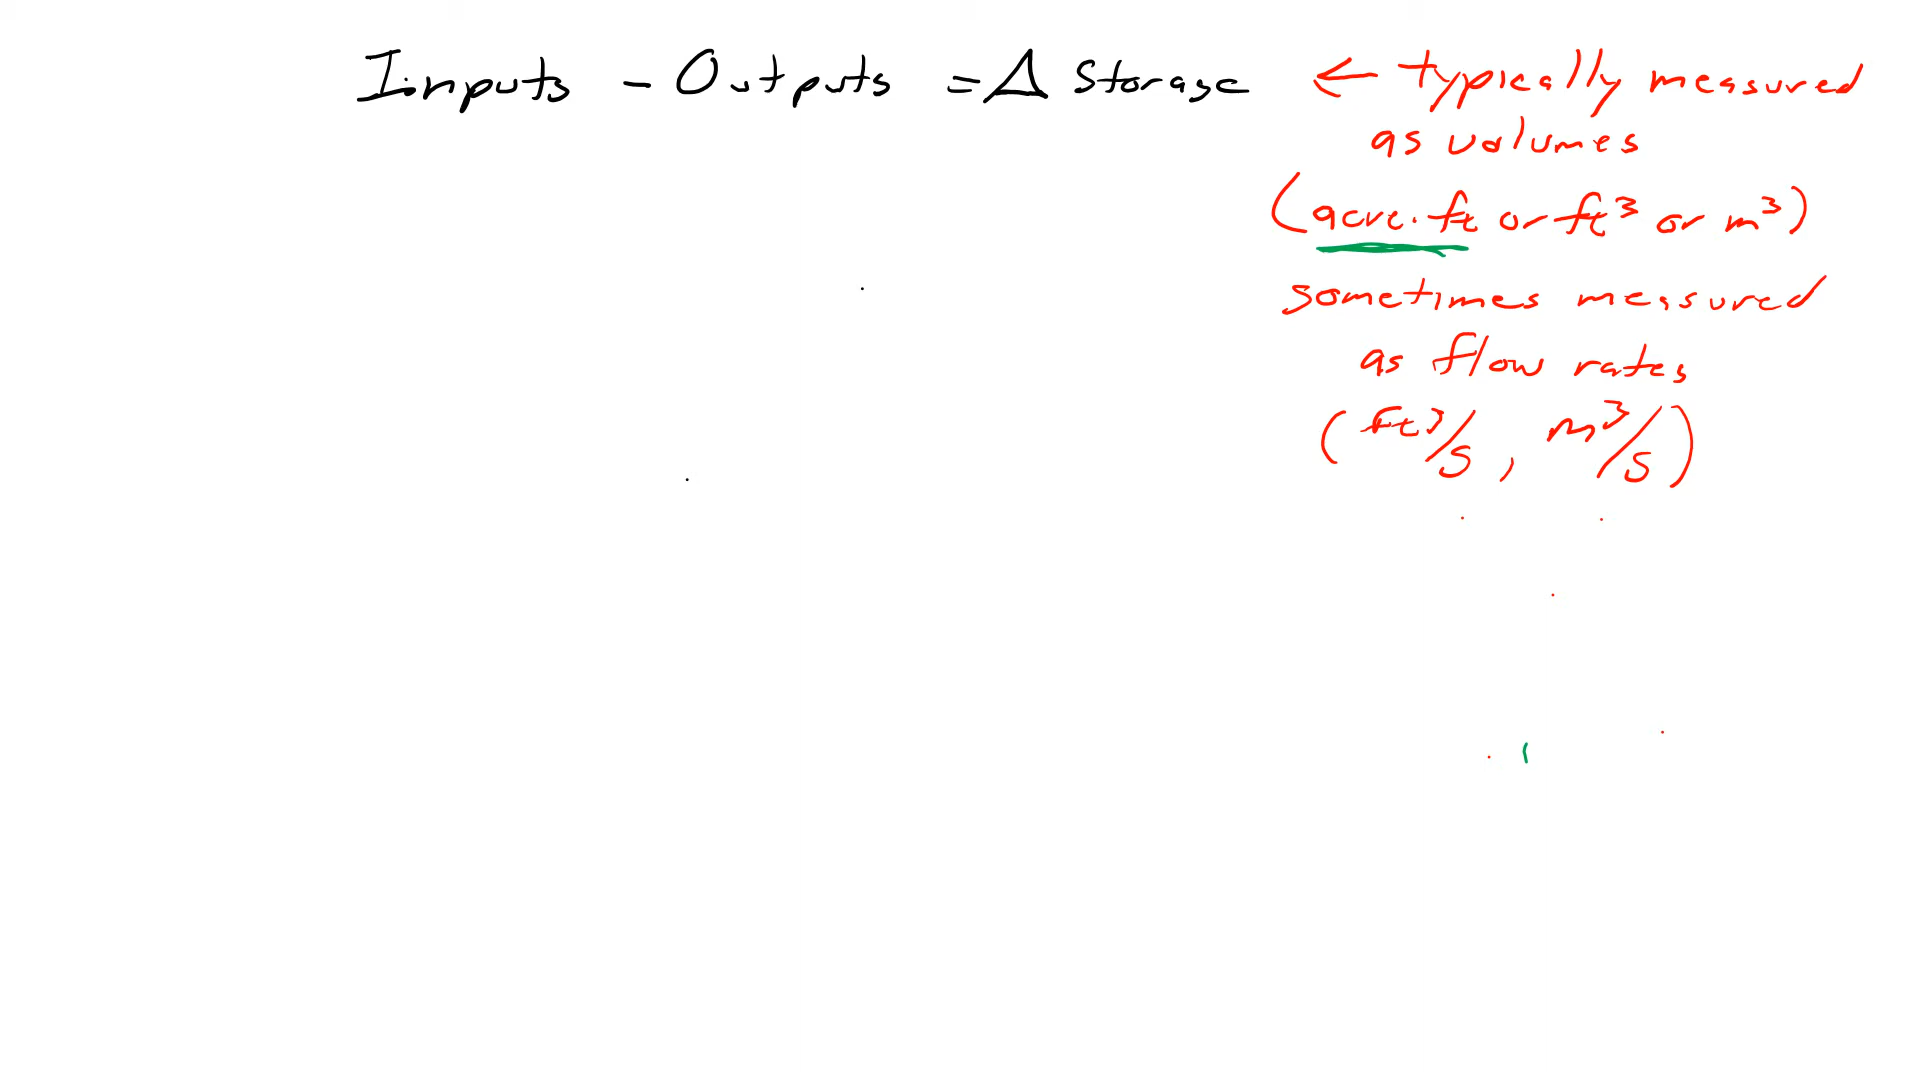 Inputs - Outputs = Δ Storage ← typically measured
as volumes
(acre·ft or ft³ or m³)
sometimes measured
as flow rates
(ft³/s, m³/s)